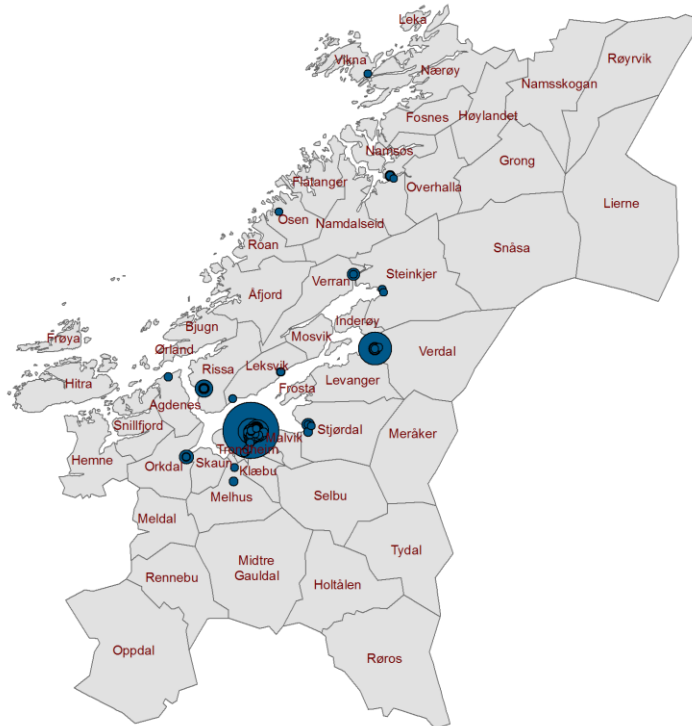 Leka
Vikna
Nærøy
Røyrvik
Namsskogan
Fosnes
Høylandet
Namsos
Grong
Flatanger
Overhalla
Lierne
Osen
Namdalseid
Roan
Snåsa
Verran
Steinkjer
Åfjord
Inderøy
Bjugn
Mosvik
Frøya
Verdal
Ørland
Rissa
Leksvik
Hitra
Frosta
Levanger
Agdenes
Snillfjord
Malvik
Stjørdal
Meråker
Hemne
Orkdal
Skaun
Trondheim
Klæbu
Melhus
Selbu
Meldal
Tydal
Midtre
Gauldal
Rennebu
Holtålen
Oppdal
Røros